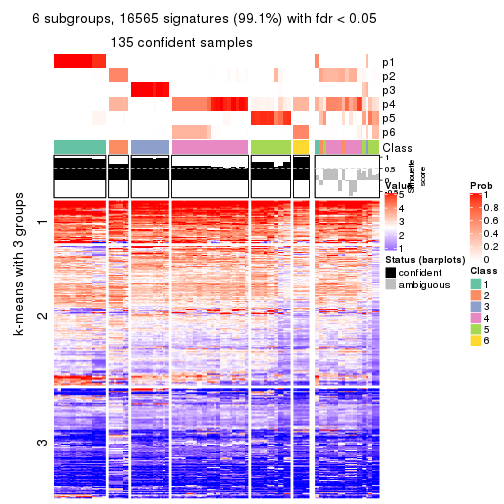 6 subgroups, 16565 signatures (99.1%) with fdr < 0.05
135 confident samples
p1
p2
p3
p4
p5
p6
Class
1
0.5
0
-0.5
Silhouette
score
k-means with 3 groups
1
2
3
Value
5
4
3
2
1
Status (barplots)
confident
ambiguous
Prob
1
0.8
0.6
0.4
0.2
0
Class
1
2
3
4
5
6